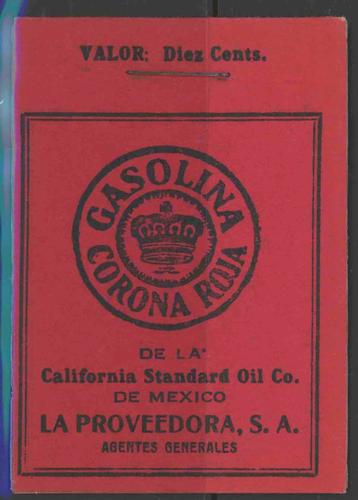 VALOR: Diez Cents.
GASOLINA
CORONA ROJA
DE LA
California Standard Oil Co.
DE MEXICO
LA PROVEEDORA, S. A.
AGENTES GENERALES